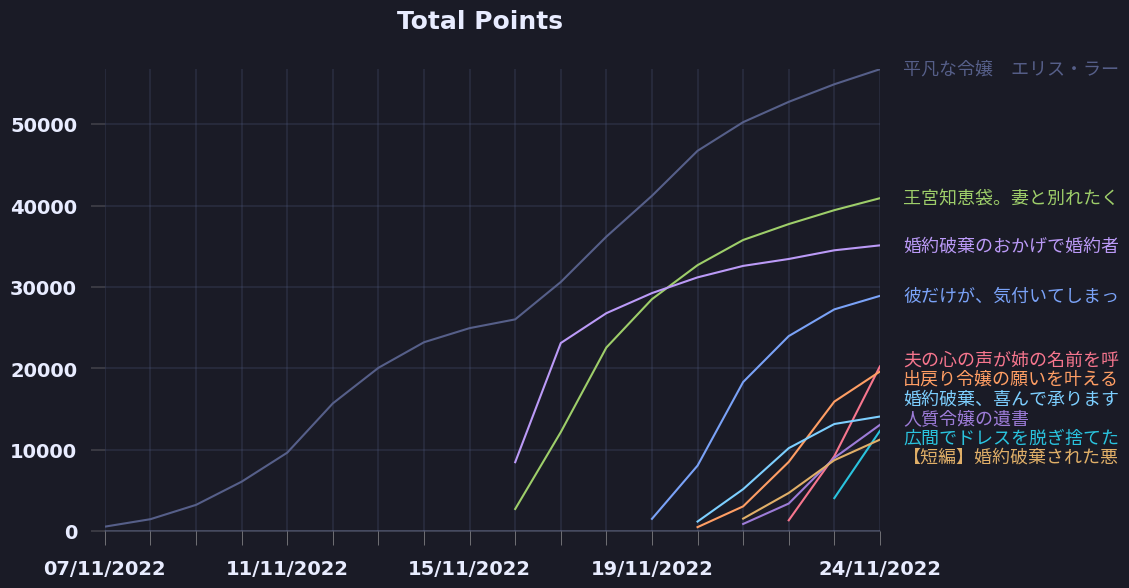 Total Points
平凡な令嬢　エリス・ラー
50000
40000
王宮知恵袋。妻と別れたく
婚約破棄のおかげで婚約者
30000
彼だけが、気付いてしまっ
20000
夫の心の声が姉の名前を呼
出戻り令嬢の願いを叶える
婚約破棄、喜んで承ります
人質令嬢の遺書
10000
広間でドレスを脱ぎ捨てた
【短編】婚約破棄された悪
0
07/11/2022 11/11/2022 15/11/2022 19/11/2022 24/11/2022